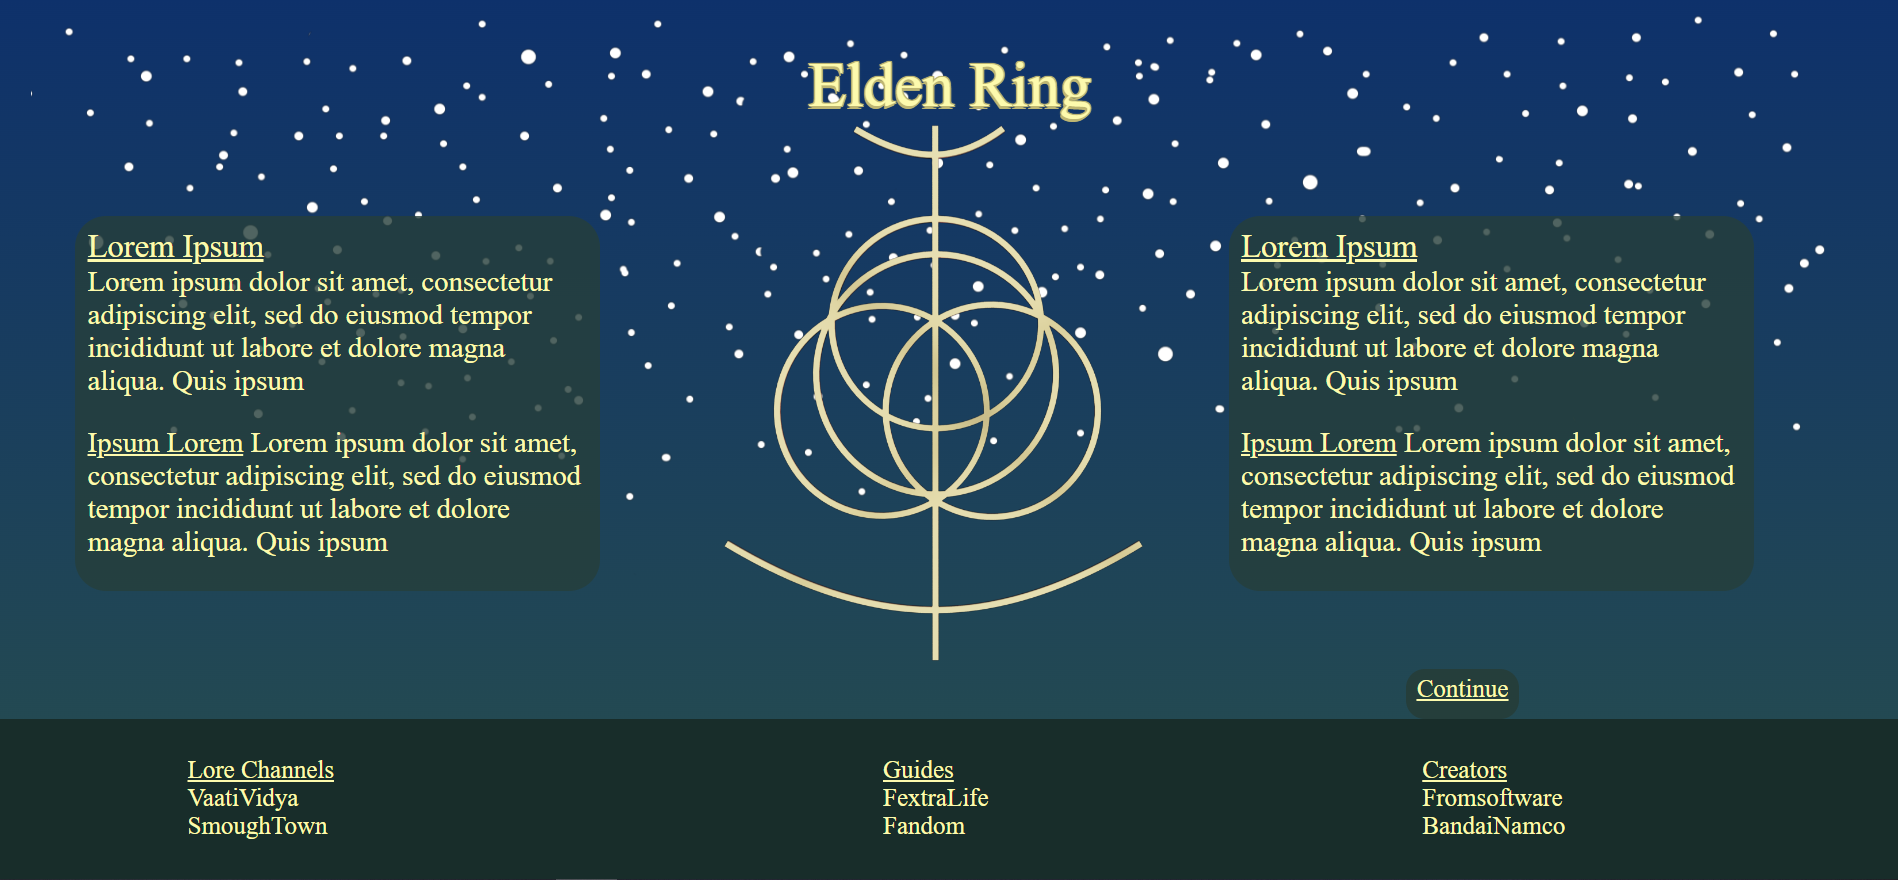 Elden Ring
Lorem Ipsum
Lorem ipsum dolor sit amet, consectetur
adipiscing elit, sed do eiusmod tempor
incididunt ut labore et dolore magna
aliqua. Quis ipsum
Ipsum Lorem Lorem ipsum dolor sit amet,
consectetur adipiscing elit, sed do eiusmod
tempor incididunt ut labore et dolore
magna aliqua. Quis ipsum
Lorem Ipsum
Lorem ipsum dolor sit amet, consectetur
adipiscing elit, sed do eiusmod tempor
incididunt ut labore et dolore magna
aliqua. Quis ipsum
Ipsum Lorem Lorem ipsum dolor sit amet,
consectetur adipiscing elit, sed do eiusmod
tempor incididunt ut labore et dolore
magna aliqua. Quis ipsum
Continue
Lore Channels
VaatiVidya
SmoughTown
Guides
FextraLife
Fandom
Creators
Fromsoftware
BandaiNamco